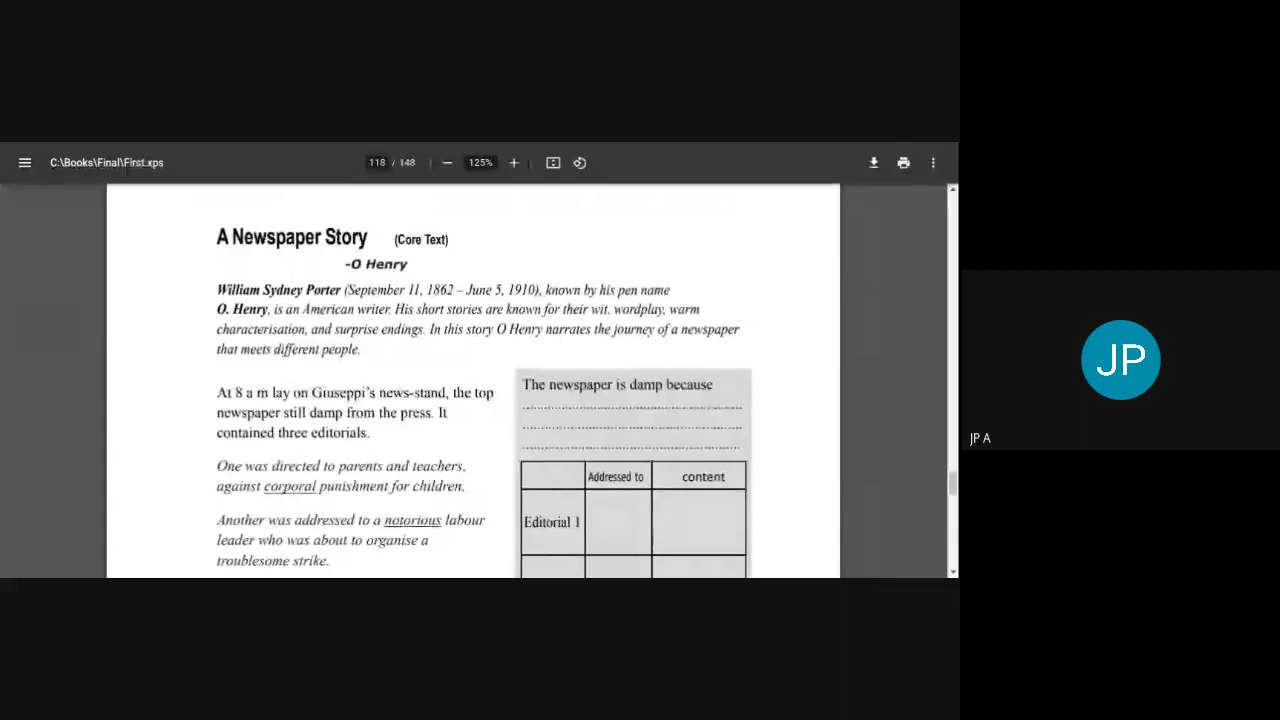 C:\Books\Final\First.xps
118 / 148
125%
A Newspaper Story (Core Text)
-O Henry
William Sydney Porter (September 11, 1862 – June 5, 1910), known by his pen name
O. Henry, is an American writer. His short stories are known for their wit, wordplay, warm
characterisation, and surprise endings. In this story O Henry narrates the journey of a newspaper
that meets different people.
At 8 a m lay on Giuseppi's news-stand, the top
newspaper still damp from the press. It
contained three editorials.
One was directed to parents and teachers,
against corporal punishment for children.
Another was addressed to a notorious labour
leader who was about to organise a
troublesome strike.
The newspaper is damp because
Addressed to content
Editorial 1
JP
JP A